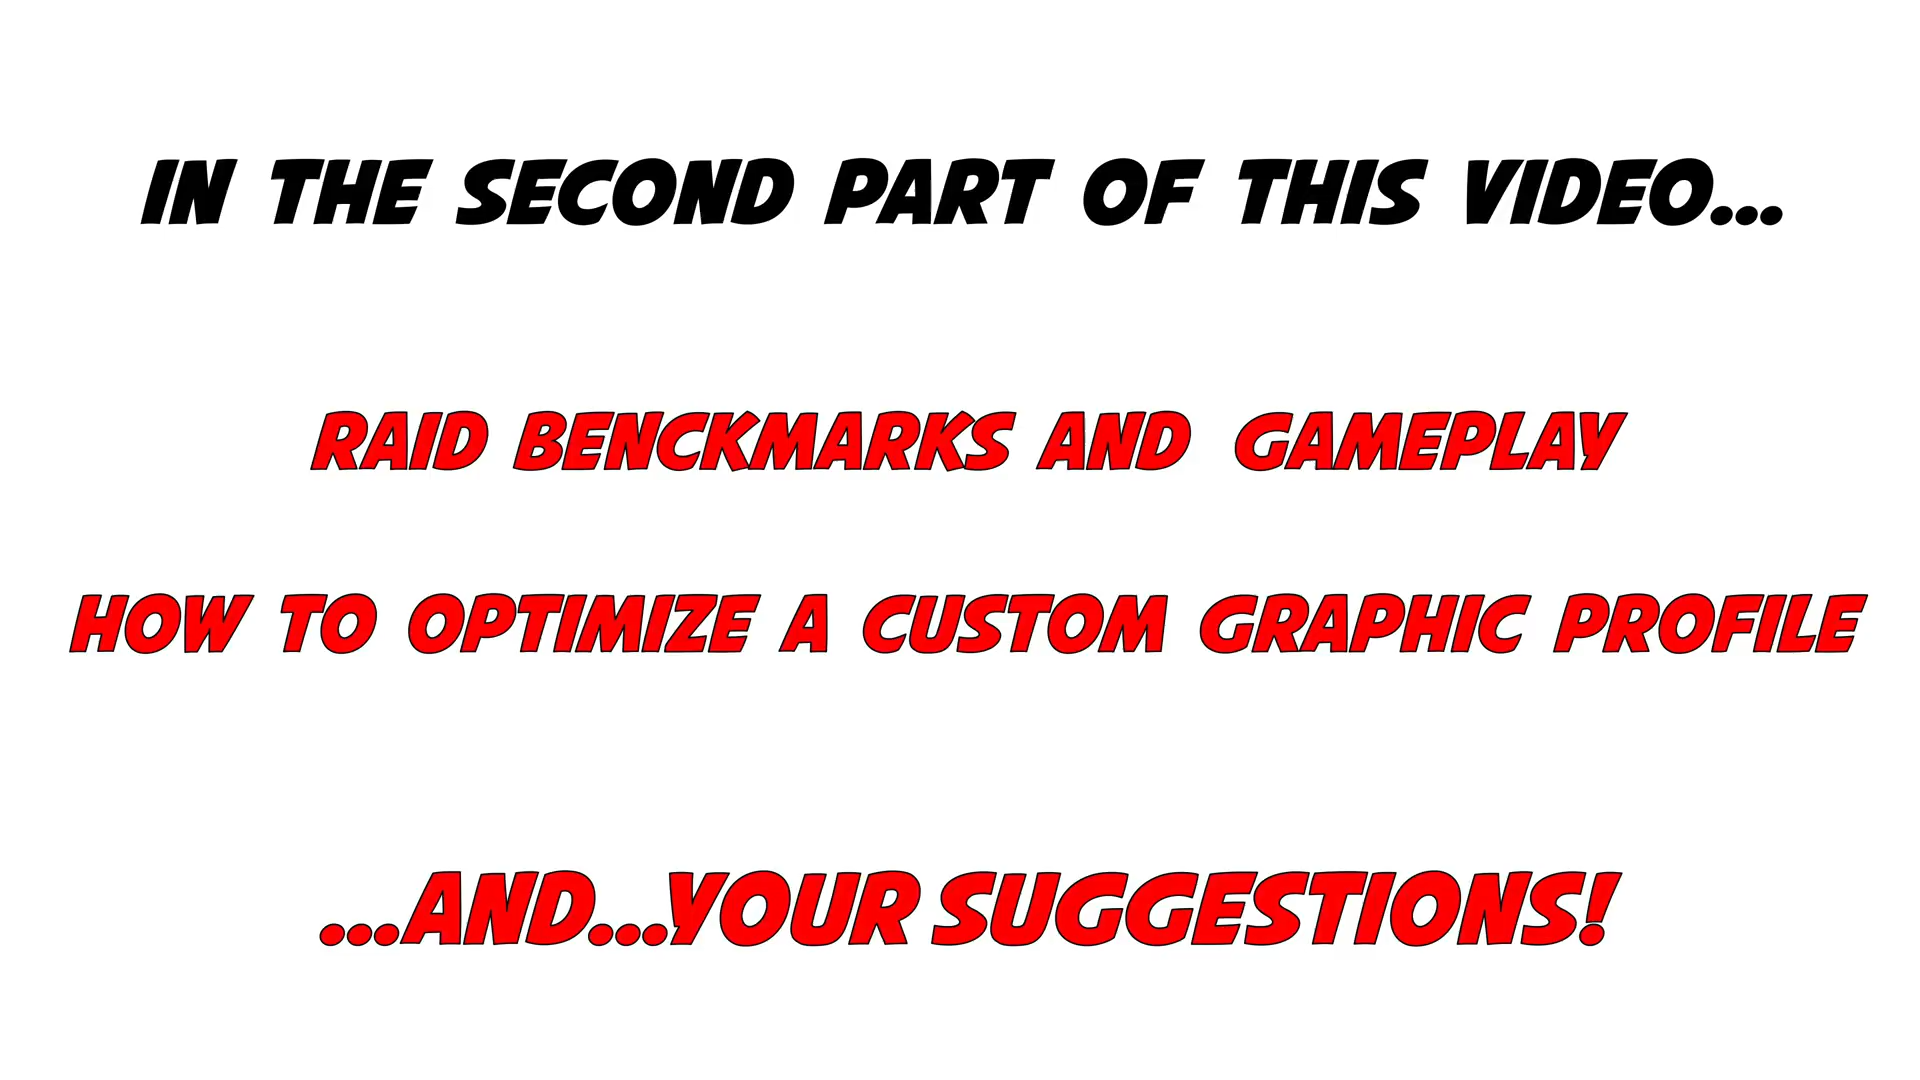 IN THE SECOND PART OF THIS VIDEO...
RAID BENCKMARKS AND GAMEPLAY
HOW TO OPTIMIZE A CUSTOM GRAPHIC PROFILE
...AND...YOUR SUGGESTIONS!